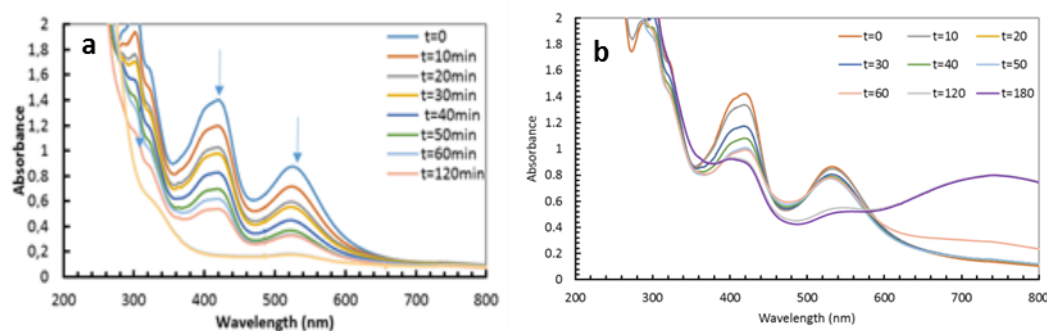 a
Absorbance
2
1,8
1,6
1,4
1,2
1
0,8
0,6
0,4
0,2
0
200 300 400 500 600 700 800
Wavelength (nm)
t=0
t=10min
t=20min
t=30min
t=40min
t=50min
t=60min
t=120min
b
Absorbance
2
1.8
1.6
1.4
1.2
1
0.8
0.6
0.4
0.2
0
200 300 400 500 600 700 800
Wavelength (nm)
t=0 t=10 t=20
t=30 t=40 t=50
t=60 t=120 t=180